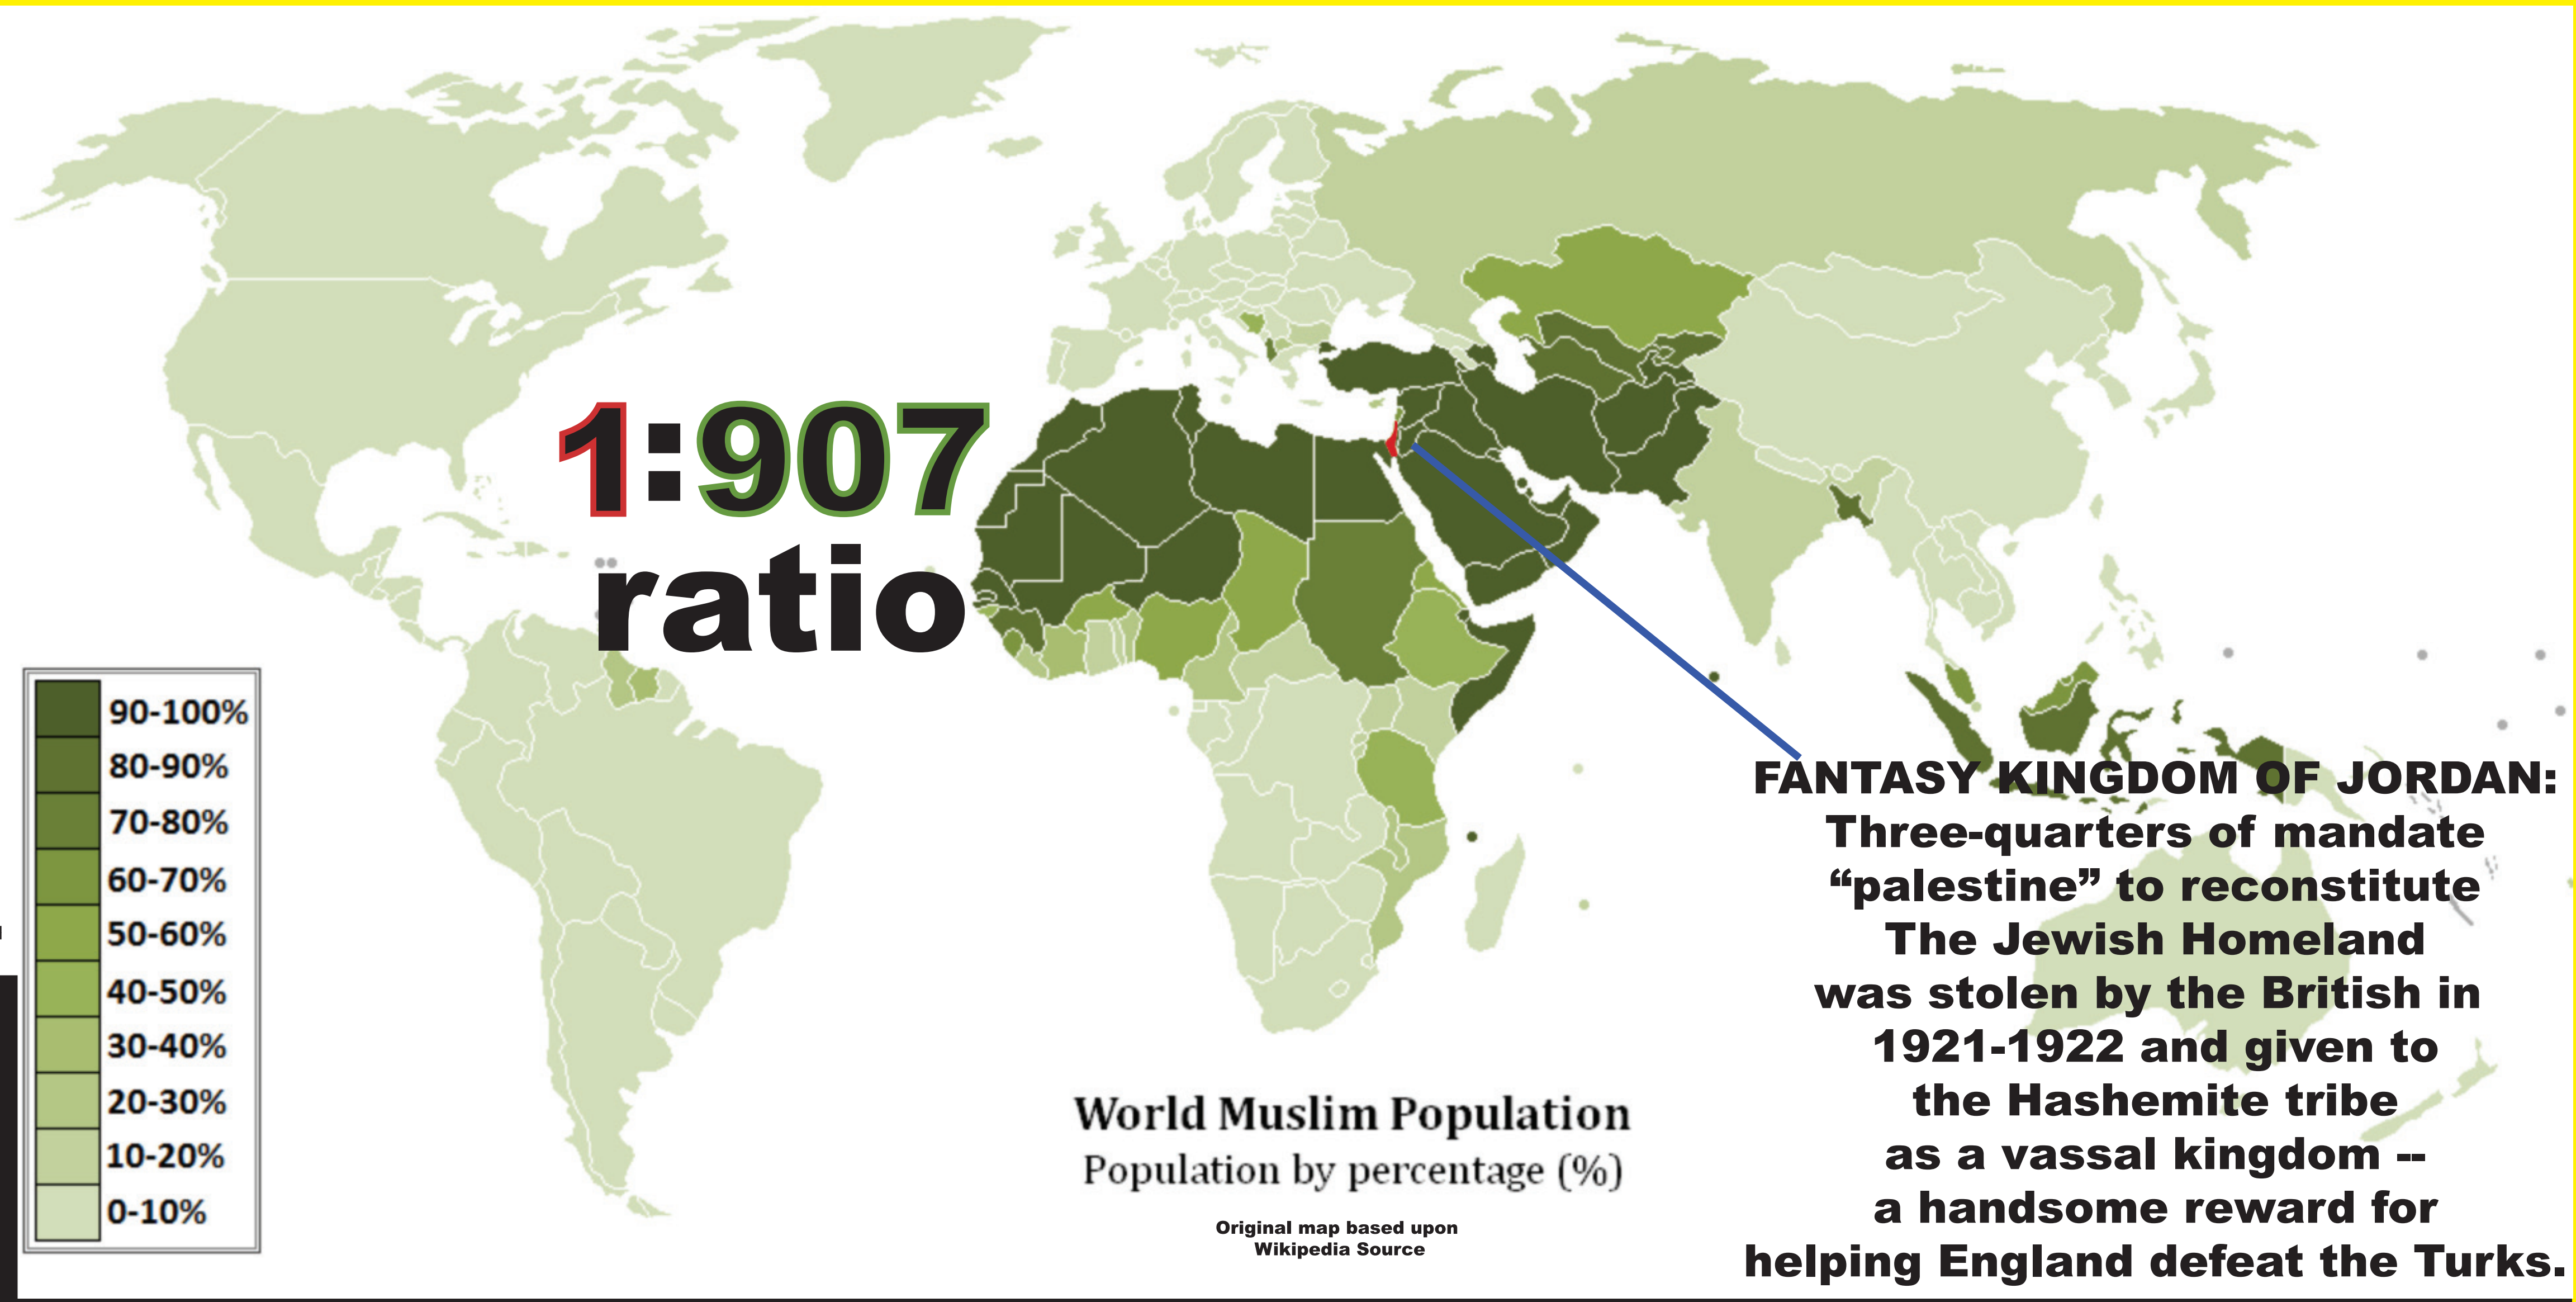 1:907
ratio
90-100%
80-90%
70-80%
60-70%
50-60%
40-50%
30-40%
20-30%
10-20%
0-10%
World Muslim Population
Population by percentage (%)
Original map based upon
Wikipedia Source
FANTASY KINGDOM OF JORDAN:
Three-quarters of mandate
“palestine” to reconstitute
The Jewish Homeland
was stolen by the British in
1921-1922 and given to
the Hashemite tribe
as a vassal kingdom --
a handsome reward for
helping England defeat the Turks.